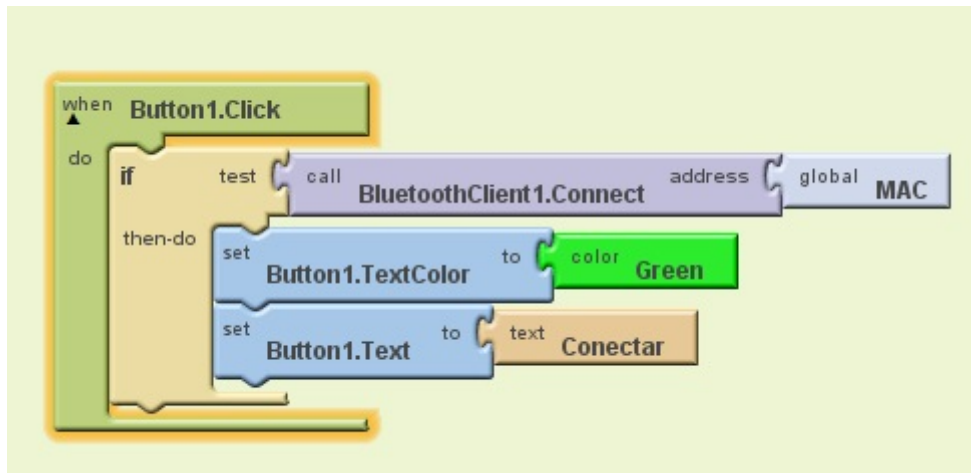 when Button1.Click
do
if test call BluetoothClient1.Connect address global MAC
then-do
set Button1.TextColor to color Green
set Button1.Text to text Conectar